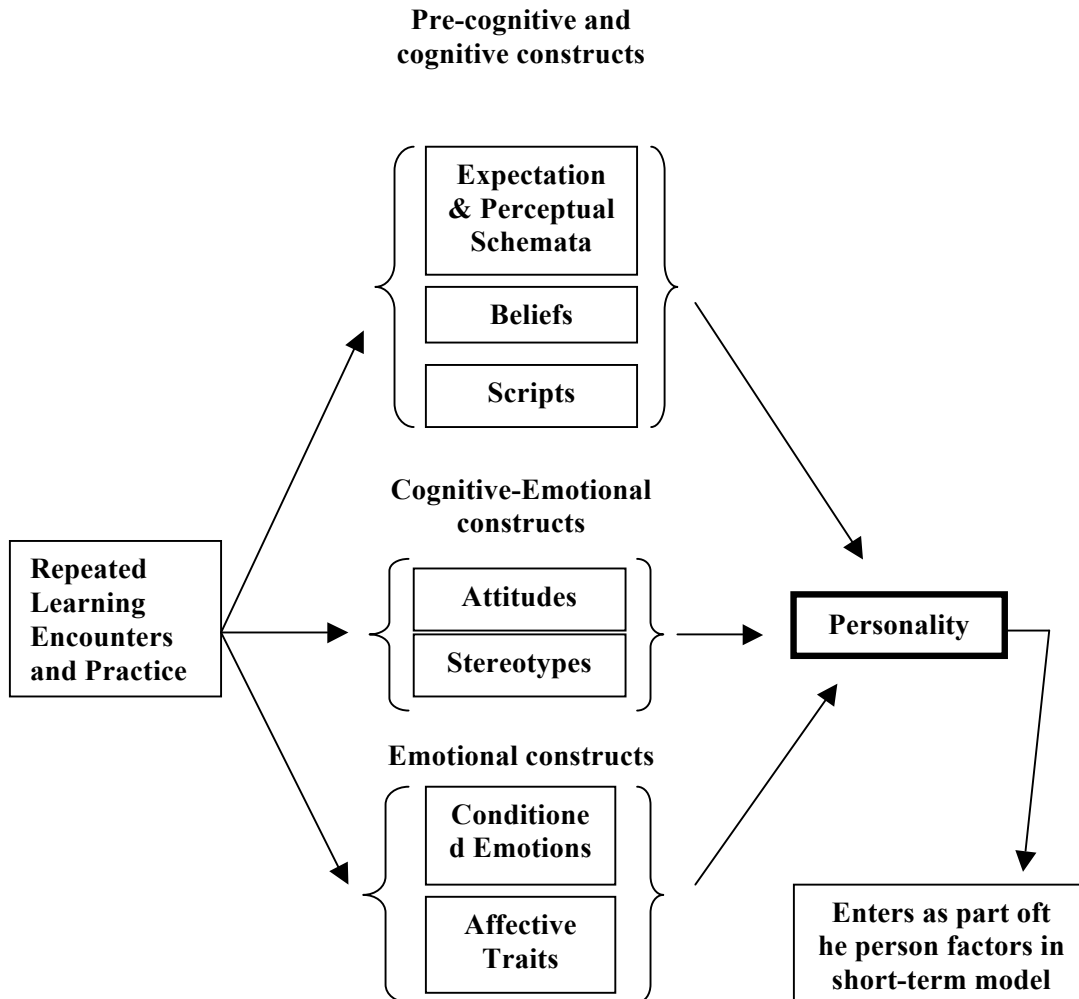 Pre-cognitive and
cognitive constructs
Expectation
& Perceptual
Schemata
Beliefs
Scripts
Cognitive-Emotional
constructs
Repeated
Learning
Encounters
and Practice
Attitudes
Stereotypes
Personality
Emotional constructs
Conditione
d Emotions
Affective
Traits
Enters as part oft
he person factors in
short-term model